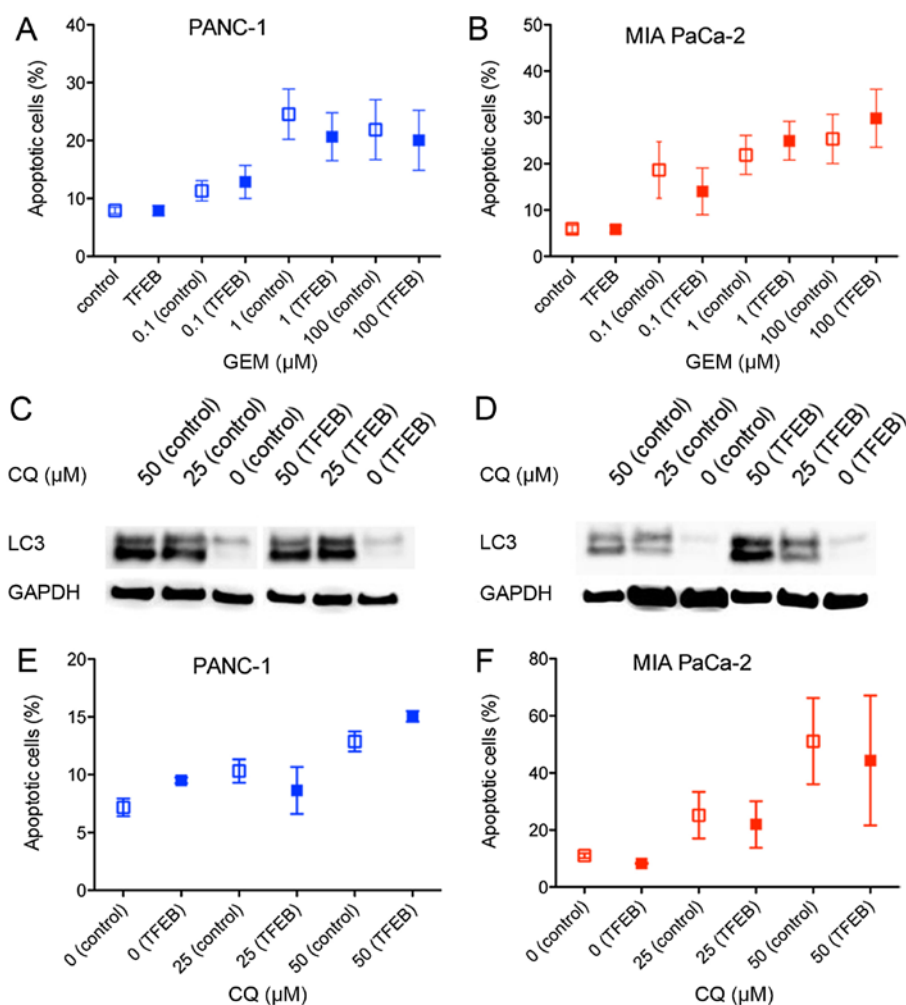 A
PANC-1
Apoptotic cells (%)
40
30
20
10
0
control
TFEB
0.1 (control)
0.1 (TFEB)
1 (control)
1 (TFEB)
100 (control)
100 (TFEB)
GEM (µM)
B
MIA PaCa-2
Apoptotic cells (%)
50
40
30
20
10
0
control
TFEB
0.1 (control)
0.1 (TFEB)
1 (control)
1 (TFEB)
100 (control)
100 (TFEB)
GEM (µM)
C
CQ (µM)
50 (control)
25 (control)
0 (control)
50 (TFEB)
25 (TFEB)
0 (TFEB)
LC3
GAPDH
D
CQ (µM)
50 (control)
25 (control)
0 (control)
50 (TFEB)
25 (TFEB)
0 (TFEB)
LC3
GAPDH
E
PANC-1
Apoptotic cells (%)
20
15
10
5
0
0 (control)
0 (TFEB)
25 (control)
25 (TFEB)
50 (control)
50 (TFEB)
CQ (µM)
F
MIA PaCa-2
Apoptotic cells (%)
80
60
40
20
0
0 (control)
0 (TFEB)
25 (control)
25 (TFEB)
50 (control)
50 (TFEB)
CQ (µM)